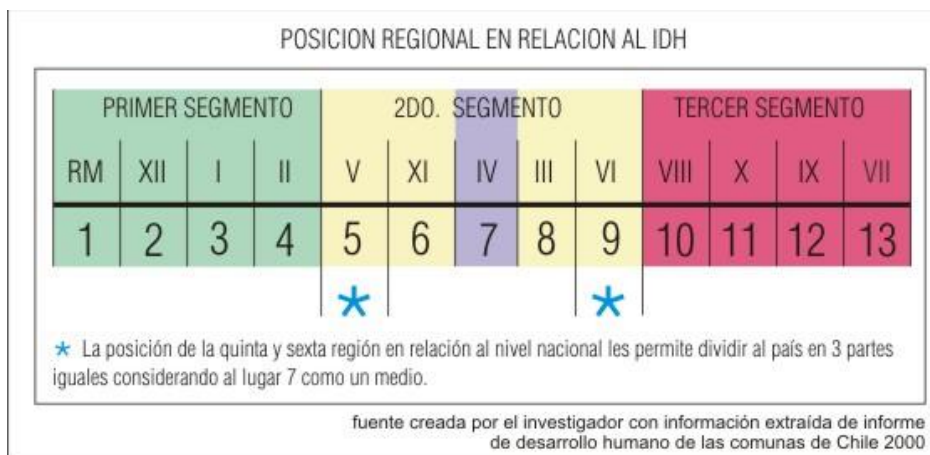 POSICION REGIONAL EN RELACION AL IDH
PRIMER SEGMENTO 2DO. SEGMENTO TERCER SEGMENTO
RM XII I II V XI IV III VI VIII X IX VII
1 2 3 4 5 6 7 8 9 10 11 12 13
* *
* La posición de la quinta y sexta región en relación al nivel nacional les permite dividir al país en 3 partes
iguales considerando al lugar 7 como un medio.
fuente creada por el investigador con información extraída de informe
de desarrollo humano de las comunas de Chile 2000